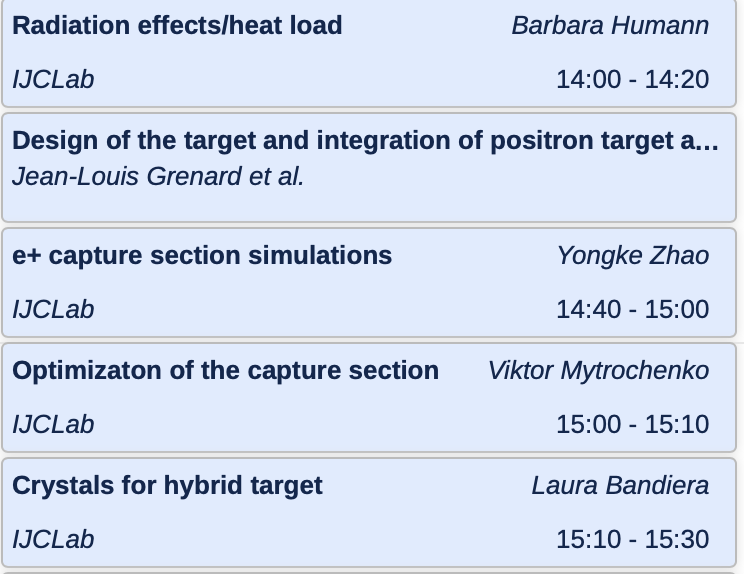 Radiation effects/heat load Barbara Humann
IJCLab 14:00 - 14:20
Design of the target and integration of positron target a...
Jean-Louis Grenard et al.
e+ capture section simulations Yongke Zhao
IJCLab 14:40 - 15:00
Optimizaton of the capture section Viktor Mytrochenko
IJCLab 15:00 - 15:10
Crystals for hybrid target Laura Bandiera
IJCLab 15:10 - 15:30